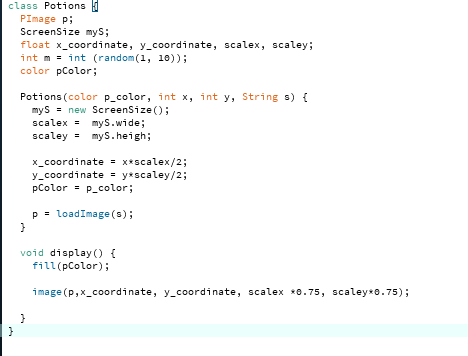 class Potions {
PImage p;
ScreenSize myS;
float x_coordinate, y_coordinate, scalex, scaley;
int m = int (random(1, 10));
color pColor;
Potions(color p_color, int x, int y, String s) {
myS = new ScreenSize();
scalex =  myS.wide;
scaley =  myS.heigh;
x_coordinate = x*scalex/2;
y_coordinate = y*scaley/2;
pColor = p_color;
p = loadImage(s);
}
void display() {
fill(pColor);
image(p,x_coordinate, y_coordinate, scalex *0.75, scaley*0.75);
}
}